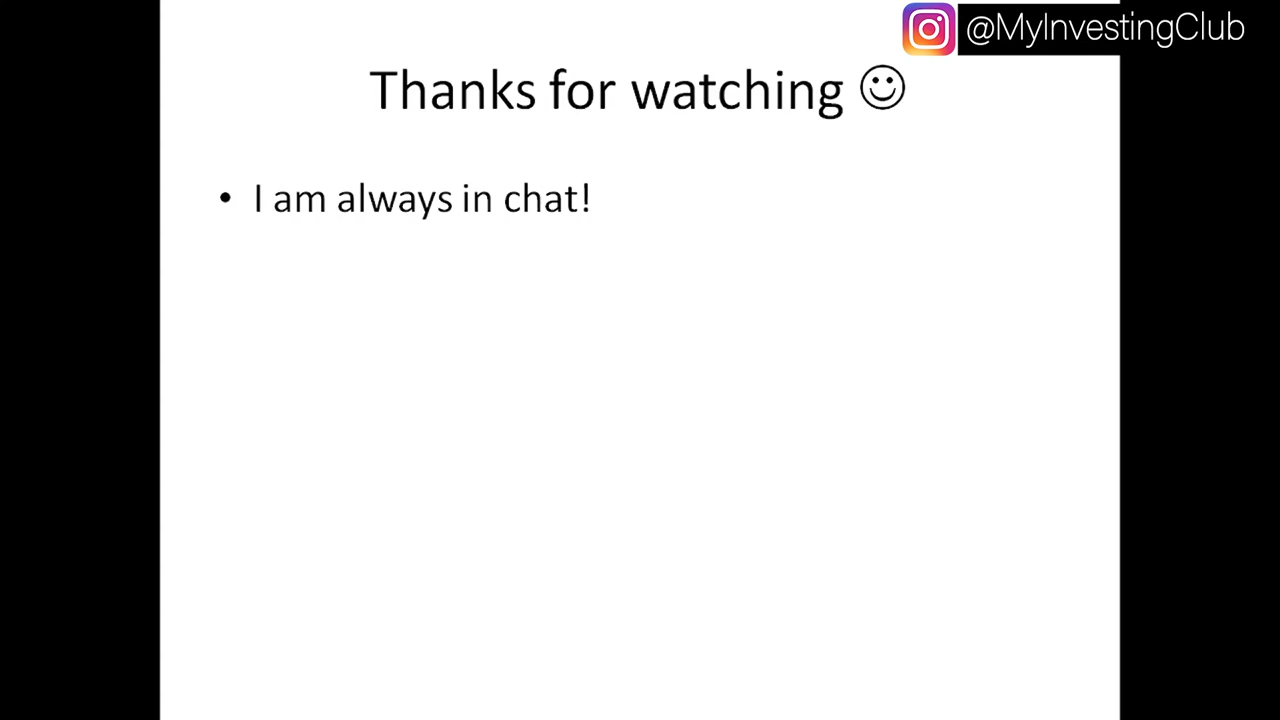 @MyInvestingClub
Thanks for watching ☺
• I am always in chat!